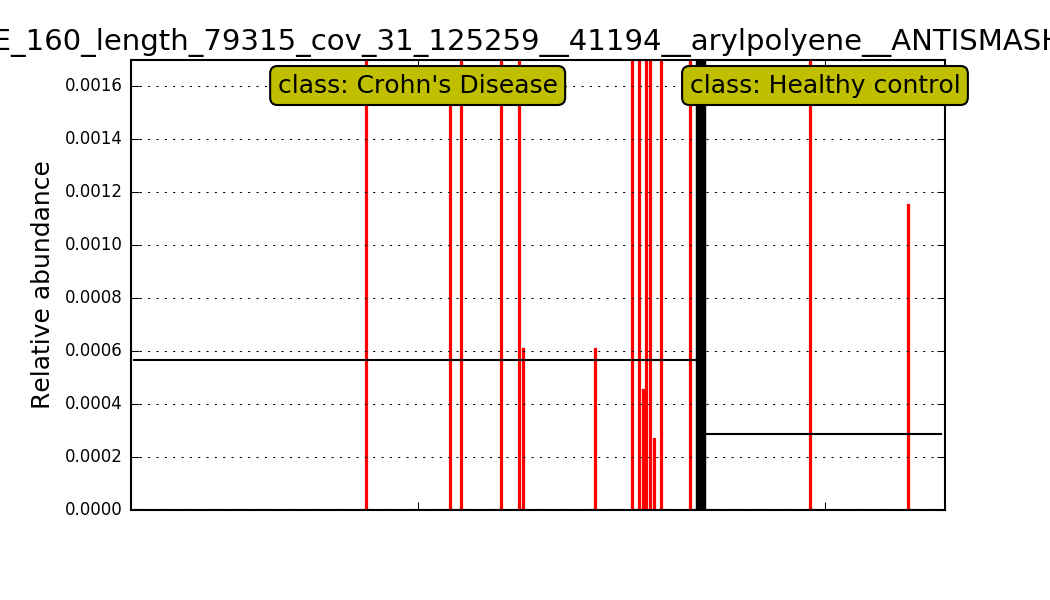 E_160_length_79315_cov_31_125259__41194__arylpolyene__ANTISMASH
class: Crohn's Disease
class: Healthy control
Relative abundance
0.0016
0.0014
0.0012
0.0010
0.0008
0.0006
0.0004
0.0002
0.0000